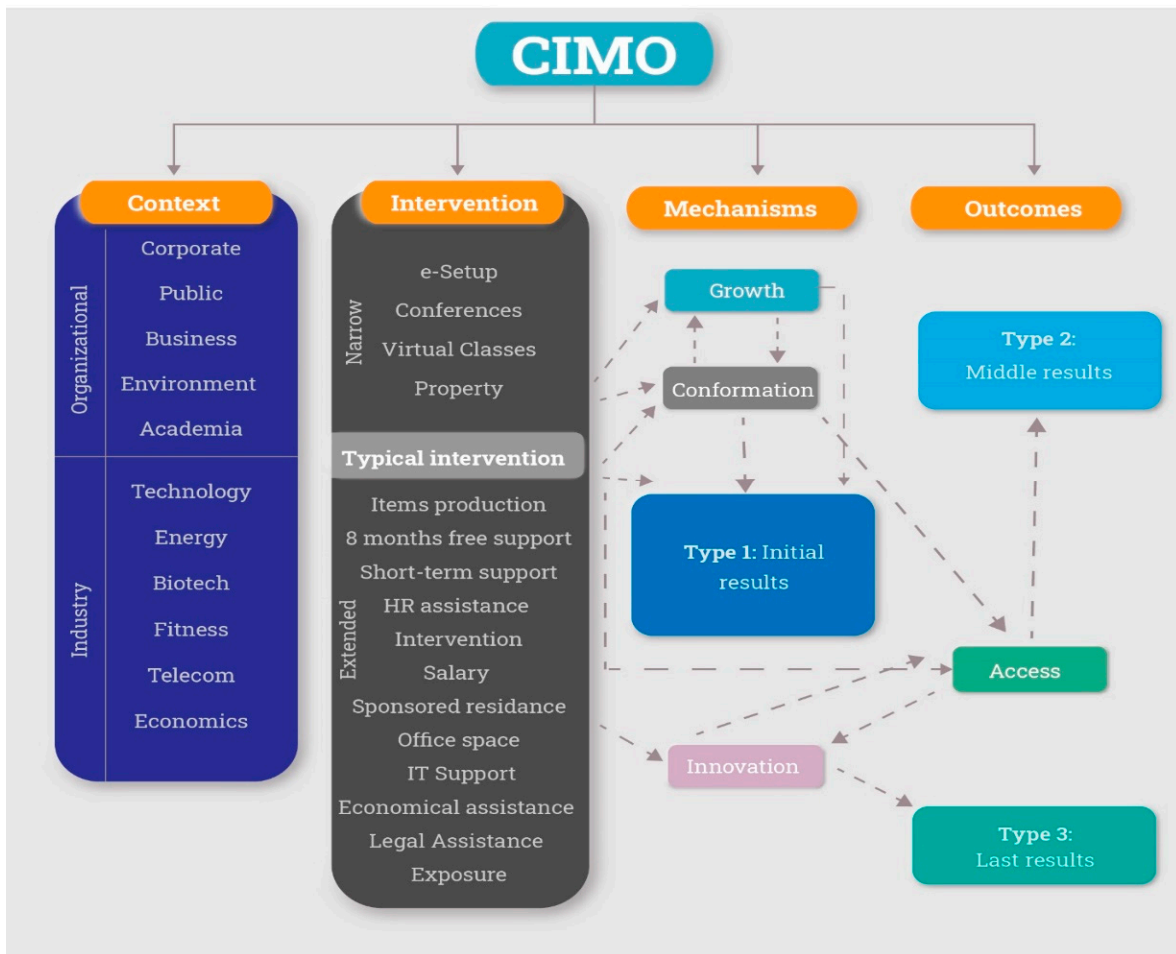 CIMO
Context
Organizational
Corporate
Public
Business
Environment
Academia
Industry
Technology
Energy
Biotech
Fitness
Telecom
Economics
Intervention
Narrow
e-Setup
Conferences
Virtual Classes
Property
Typical intervention
Extended
Items production
8 months free support
Short-term support
HR assistance
Intervention
Salary
Sponsored residance
Office space
IT Support
Economical assistance
Legal Assistance
Exposure
Mechanisms
Growth
Conformation
Type 1: Initial
results
Innovation
Outcomes
Type 2:
Middle results
Access
Type 3:
Last results